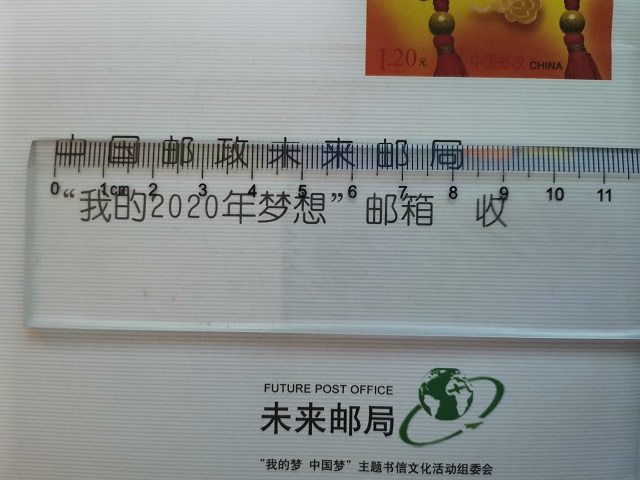 1.20元 中国邮政 CHINA
中国邮政未来邮局
0 1cm 2 3 4 5 6 7 8 9 10 11
“我的2020年梦想”邮箱 收
FUTURE POST OFFICE
未来邮局
“我的梦 中国梦”主题书信文化活动组委会